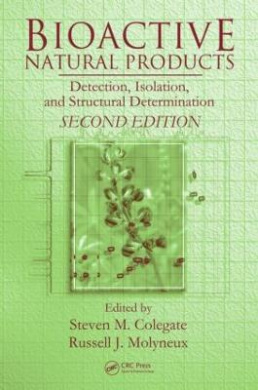 BIOACTIVE
NATURAL PRODUCTS
Detection, Isolation,
and Structural Determination
SECOND EDITION
Edited by
Steven M. Colegate
Russell J. Molyneux
CRC Press